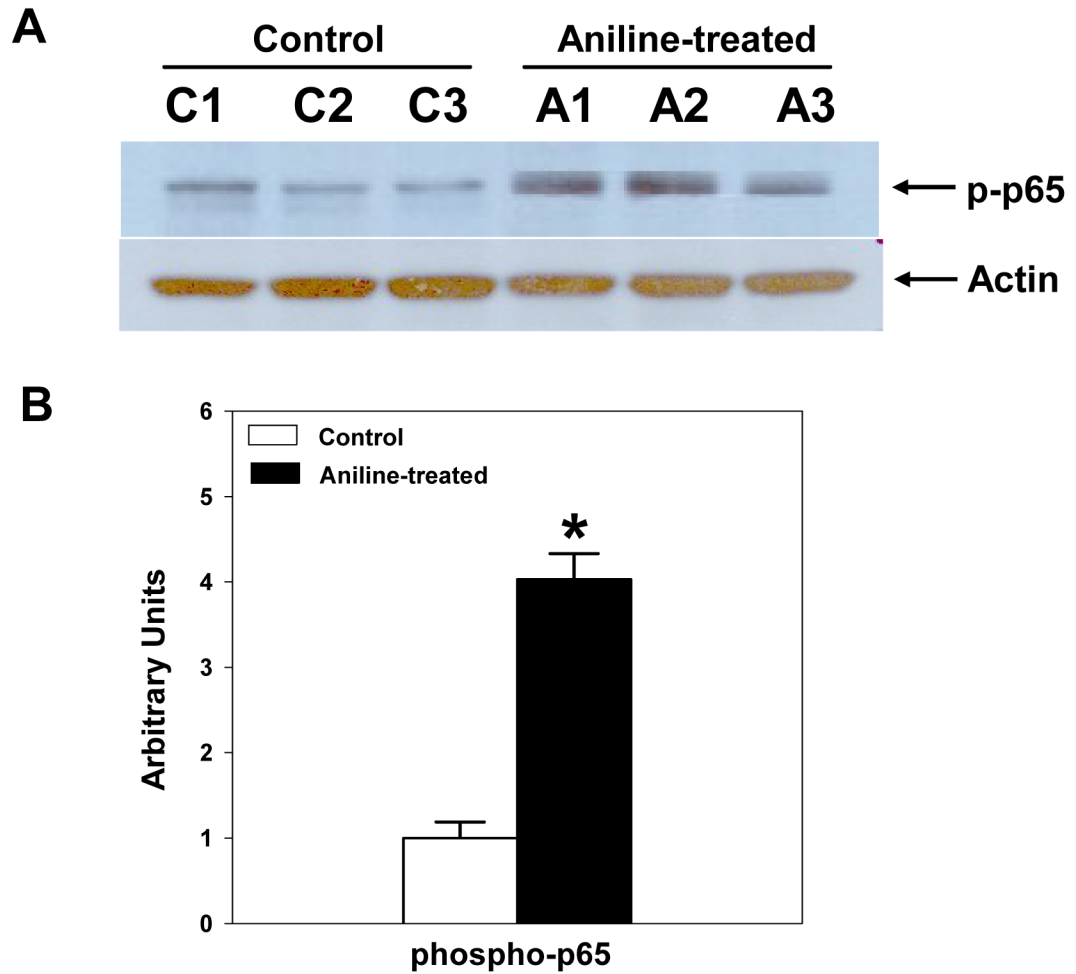 A
Control Aniline-treated
C1 C2 C3 A1 A2 A3
p-p65
Actin
B
6
Control
Aniline-treated
5
*
4
3
2
1
0
Arbitrary Units
phospho-p65